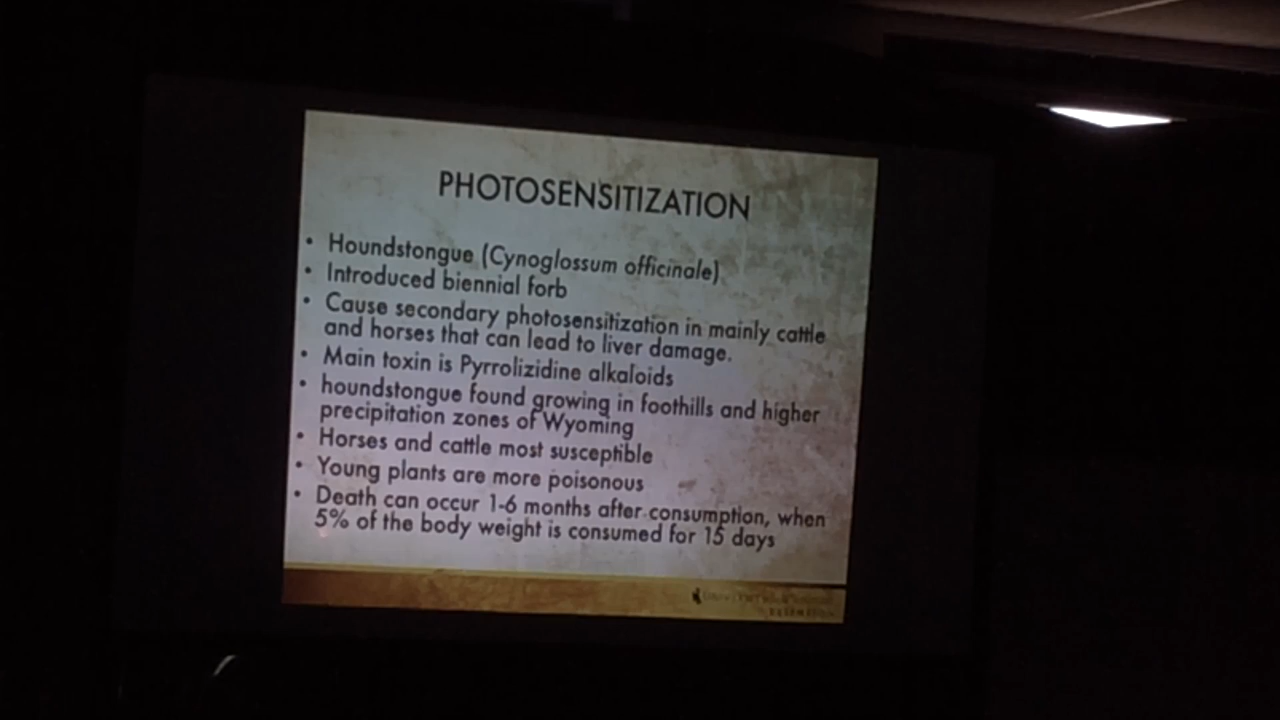 PHOTOSENSITIZATION
• Houndstongue (Cynoglossum officinale)
• Introduced biennial forb
• Cause secondary photosensitization in mainly cattle
and horses that can lead to liver damage.
• Main toxin is Pyrrolizidine alkaloids
• houndstongue found growing in foothills and higher
precipitation zones of Wyoming
• Horses and cattle most susceptible
• Young plants are more poisonous
• Death can occur 1-6 months after consumption, when
5% of the body weight is consumed for 15 days